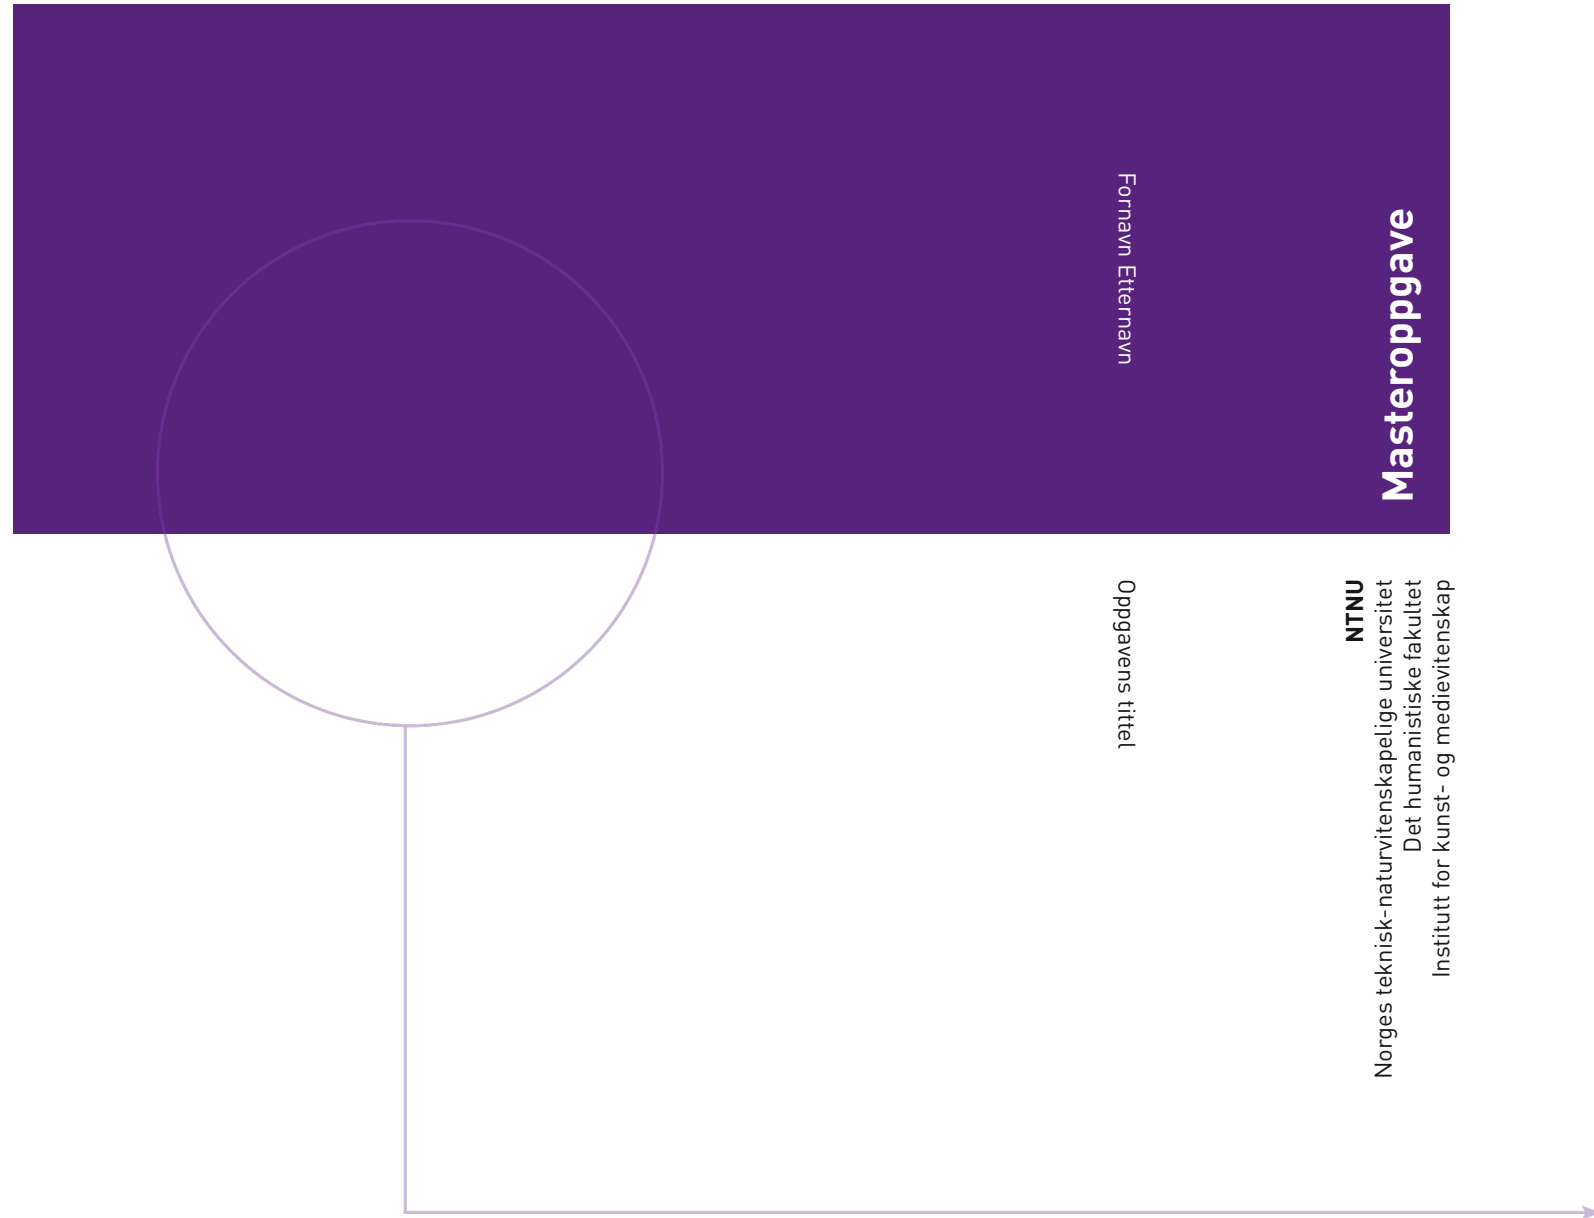 Fornavn Etternavn
Oppgavens tittel
Masteroppgave
NTNU
Norges teknisk-naturvitenskapelige universitet
Det humanistiske fakultet
Institutt for kunst- og medievitenskap